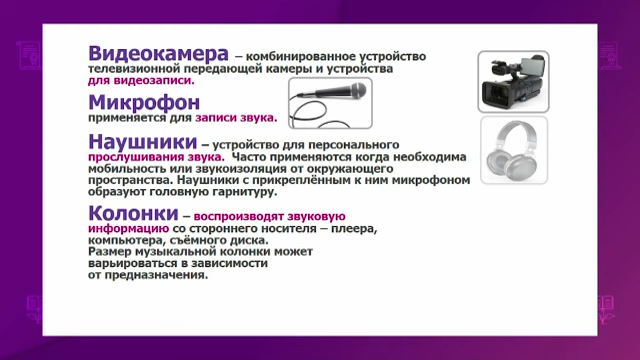 Видеокамера – комбинированное устройство
телевизионной передающей камеры и устройства
для видеозаписи.
Микрофон
применяется для записи звука.
Наушники – устройство для персонального
прослушивания звука. Часто применяются когда необходима
мобильность или звукоизоляция от окружающего
пространства. Наушники с прикреплённым к ним микрофоном
образуют головную гарнитуру.
Колонки – воспроизводят звуковую
информацию со стороннего носителя – плеера,
компьютера, съёмного диска.
Размер музыкальной колонки может
варьироваться в зависимости
от предназначения.